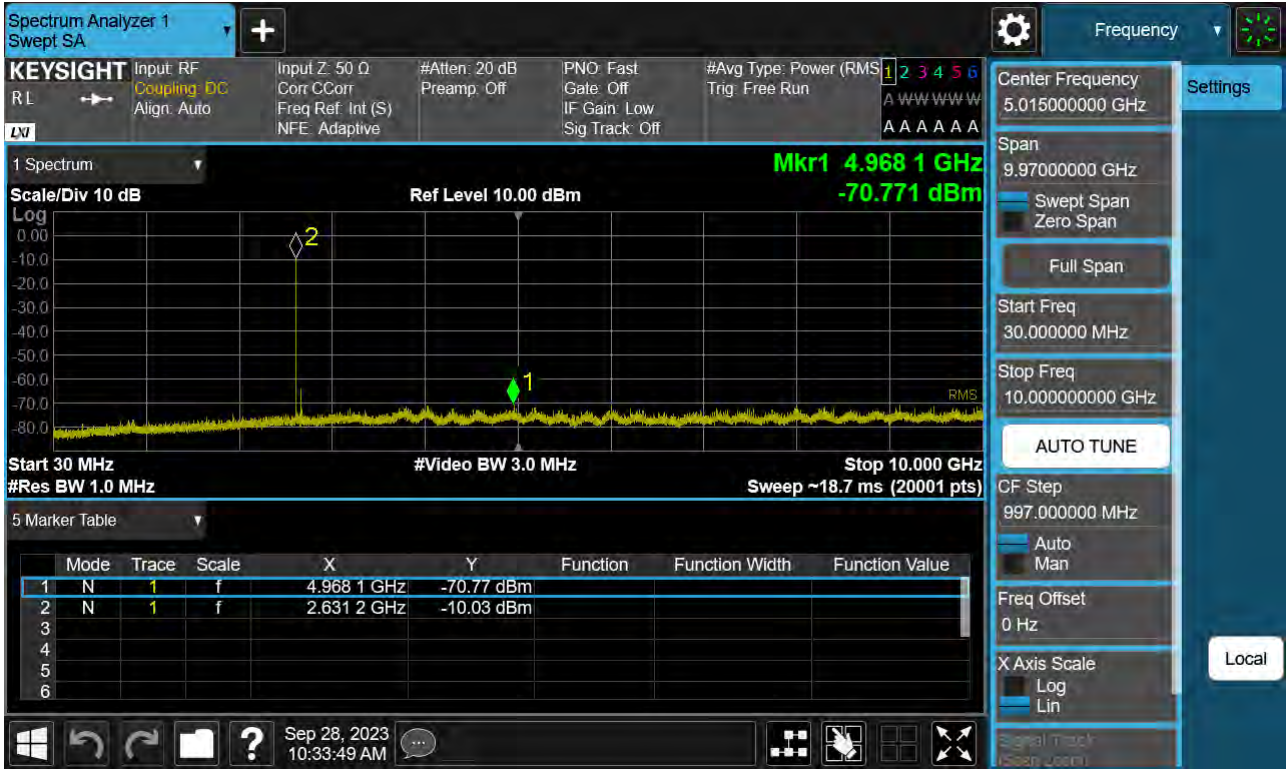 Spectrum Analyzer 1
Swept SA
+
Frequency
KEYSIGHT
RL
LXI
Input: RF
Coupling: DC
Align: Auto
Input Z: 50 Ω
Corr CCorr
Freq Ref: Int (S)
NFE: Adaptive
#Atten: 20 dB
Preamp: Off
PNO: Fast
Gate: Off
IF Gain: Low
Sig Track: Off
#Avg Type: Power (RMS
Trig: Free Run
1 2 3 4 5 6
A W W W W W
A A A A A A
1 Spectrum
Scale/Div 10 dB
Ref Level 10.00 dBm
Mkr1 4.968 1 GHz
-70.771 dBm
Log
0.00
-10.0
-20.0
-30.0
-40.0
-50.0
-60.0
-70.0
-80.0
2
1
RMS
Start 30 MHz
#Video BW 3.0 MHz
Stop 10.000 GHz
#Res BW 1.0 MHz
Sweep ~18.7 ms (20001 pts)
5 Marker Table
Mode Trace Scale X Y Function Function Width Function Value
1 N 1 f 4.968 1 GHz -70.77 dBm
2 N 1 f 2.631 2 GHz -10.03 dBm
3
4
5
6
Sep 28, 2023
10:33:49 AM
?
Center Frequency
5.015000000 GHz
Settings
Span
9.97000000 GHz
Swept Span
Zero Span
Full Span
Start Freq
30.000000 MHz
Stop Freq
10.000000000 GHz
AUTO TUNE
CF Step
997.000000 MHz
Auto
Man
Freq Offset
0 Hz
X Axis Scale
Log
Lin
Local
Signal Track
(Span Zoom)